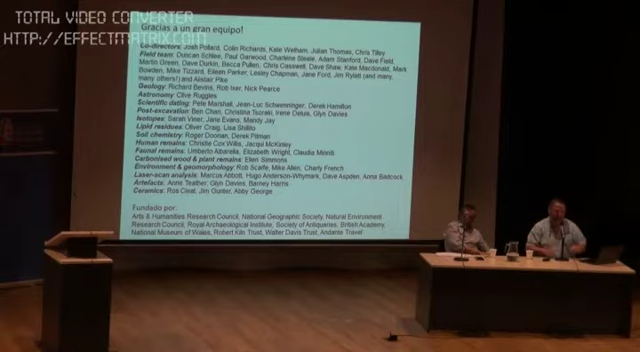 TOTAL VIDEO CONVERTER
HTTP://EFFECTMATRIX.COM
Gracias a un gran equipo!
Co-directors: Josh Pollard, Colin Richards, Kate Welham, Julian Thomas, Chris Tilley
Field team: Duncan Schlee, Paul Garwood, Charlene Steele, Adam Stanford, Dave Field,
Martin Green, Dave Durkin, Becca Pullen, Chris Casswell, Dave Shaw, Kate Macdonald, Mark
Bowden, Mike Tizzard, Eileen Parker, Lesley Chapman, Jane Ford, Jim Rylatt (and many,
many others!) and Alistair Pike
Geology: Richard Bevins, Rob Ixer, Nick Pearce
Astronomy: Clive Ruggles
Scientific dating: Pete Marshall, Jean-Luc Schwenninger, Derek Hamilton
Post-excavation: Ben Chen, Christina Tsoraki, Irene Deluis, Glyn Davies
Isotopes: Sarah Viner, Jane Evans, Mandy Jay
Lipid residues: Oliver Craig, Lisa Shillito
Soil chemistry: Roger Doonan, Derek Pitman
Human remains: Christie Cox Willis, Jacqui McKinley
Faunal remains: Umberto Albarella, Elizabeth Wright, Claudia Minniti
Carbonised wood & plant remains: Ellen Simmons
Environment & geomorphology: Rob Scaife, Mike Allen, Charly French
Laser-scan analysis: Marcus Abbott, Hugo Anderson-Whymark, Dave Aspden, Anna Badcock
Artefacts: Anne Teather, Glyn Davies, Barney Harris
Ceramics: Ros Cleal, Jim Gunter, Abby George
Fundado por:
Arts & Humanities Research Council, National Geographic Society, Natural Environment
Research Council, Royal Archaeological Institute, Society of Antiquaries, British Academy,
National Museum of Wales, Robert Kiln Trust, Walter Davis Trust, Andante Travel